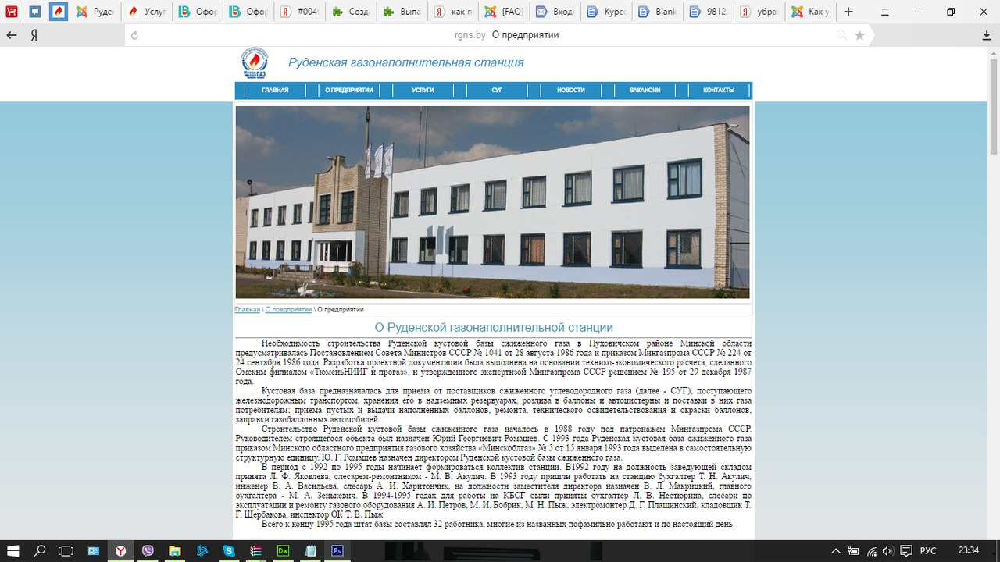 Руден
Услуг
Офор
Офор
#004
Созда
Выпа
как п
[FAQ
Вход
Курсо
Blank
9812
убра
Как у
rgns.by О предприятии
Руденская газонаполнительная станция
ГЛАВНАЯ О ПРЕДПРИЯТИИ УСЛУГИ СУГ НОВОСТИ ВАКАНСИИ КОНТАКТЫ
Главная \ О предприятии \ О предприятии
О Руденской газонаполнительной станции
Необходимость строительства Руденской кустовой базы сжиженного газа в Пуховичском районе Минской области
предусматривалась Постановлением Совета Министров СССР № 1041 от 28 августа 1986 года и приказом Мингазпрома СССР № 224 от
24 сентября 1986 года. Разработка проектной документации была выполнена на основании технико-экономического расчета, сделанного
Омским филиалом «ТюменьНИИГ и прогаз», и утвержденного экспертизой Мингазпрома СССР решением № 195 от 29 декабря 1987
года.
Кустовая база предназначалась для приема от поставщиков сжиженного углеводородного газа (далее - СУГ), поступающего
железнодорожным транспортом, хранения его в надземных резервуарах, розлива в баллоны и автоцистерны и поставки в них газа
потребителям; приема пустых и выдачи наполненных баллонов, ремонта, технического освидетельствования и окраски баллонов,
заправки газобаллонных автомобилей.
Строительство Руденской кустовой базы сжиженного газа началось в 1988 году под патронажем Мингазпрома СССР.
Руководителем строящегося объекта был назначен Юрий Георгиевич Ромашев. С 1993 года Руденская кустовая база сжиженного газа
приказом Минского областного предприятия газового хозяйства «Минскоблгаз» № 5 от 15 января 1993 года выделена в самостоятельную
структурную единицу. Ю. Г. Ромашев назначен директором Руденской кустовой базы сжиженного газа.
В период с 1992 по 1995 годы начинает формироваться коллектив станции. В1992 году на должность заведующей складом
принята Л. Ф. Яковлева, слесарем-ремонтником - М. В. Акулич. В 1993 году пришли работать на станцию бухгалтер Т. Н. Акулич,
инженер В. А. Васильева, слесарь А. И. Харитончик, на должности заместителя директора назначен В. Л. Макрицкий, главного
бухгалтера - М. А. Зенькевич. В 1994-1995 годах для работы на КБСГ были приняты бухгалтер Л. В. Нестюрина, слесари по
эксплуатации и ремонту газового оборудования А. И. Петров, М. И. Бобрик, М. Н. Пыж, электромонтер Д. Г. Плащинский, кладовщик Т.
Г. Щербакова, инспектор ОК Т. В. Пыж.
Всего к концу 1995 года штат базы составлял 32 работника, многие из названных пофамильно работают и по настоящий день.
Dw
Ps
РУС
23:34